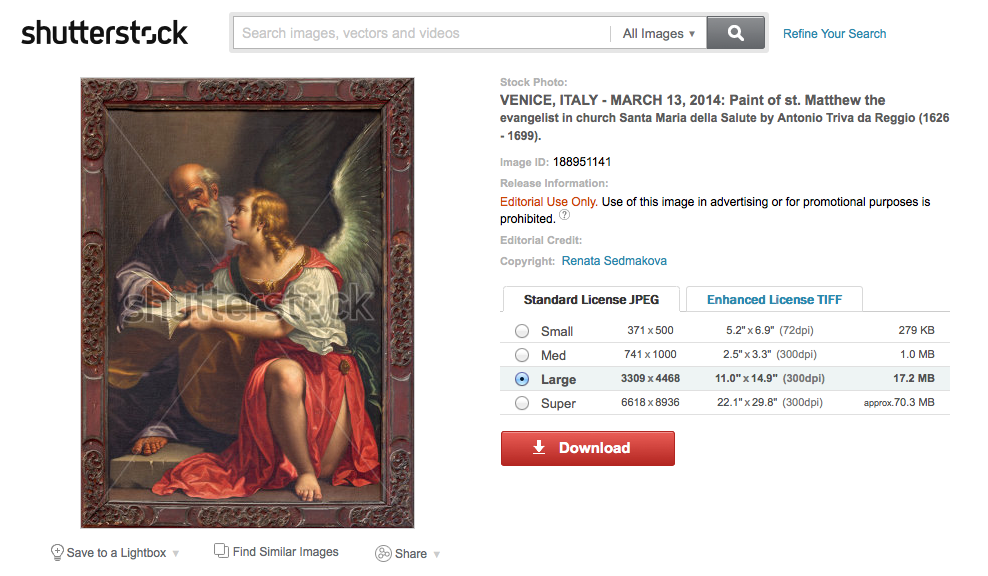 shutterstock
Search images, vectors and videos All Images ▾ Refine Your Search
Stock Photo:
VENICE, ITALY - MARCH 13, 2014: Paint of st. Matthew the
evangelist in church Santa Maria della Salute by Antonio Triva da Reggio (1626
- 1699).
Image ID: 188951141
Release Information:
Editorial Use Only. Use of this image in advertising or for promotional purposes is
prohibited. ?
Editorial Credit:
Copyright: Renata Sedmakova
Standard License JPEG Enhanced License TIFF
Small 371 x 500 5.2" x 6.9" (72dpi) 279 KB
Med 741 x 1000 2.5" x 3.3" (300dpi) 1.0 MB
Large 3309 x 4468 11.0" x 14.9" (300dpi) 17.2 MB
Super 6618 x 8936 22.1" x 29.8" (300dpi) approx.70.3 MB
Download
shutterstock
Save to a Lightbox ▾ Find Similar Images Share ▾